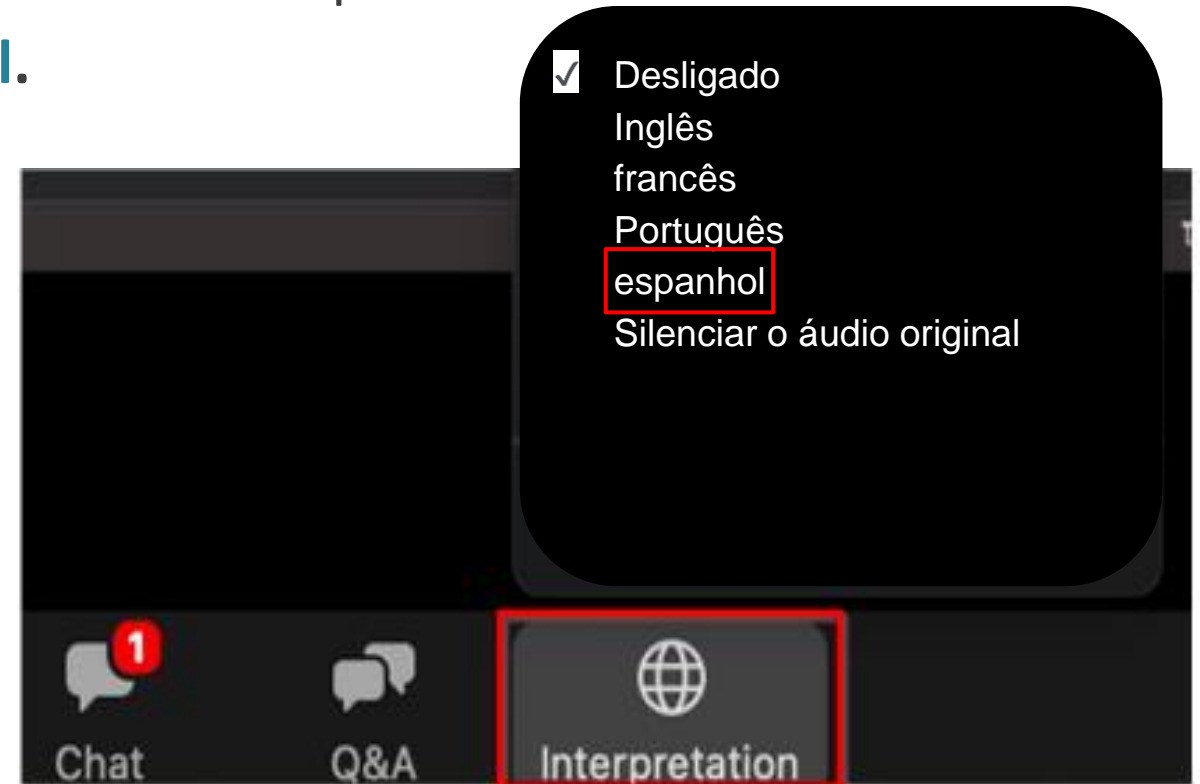 l.
✓ Desligado
Inglês
francês
Português
espanhol
Silenciar o áudio original
1
Chat
Q&A
Interpretation